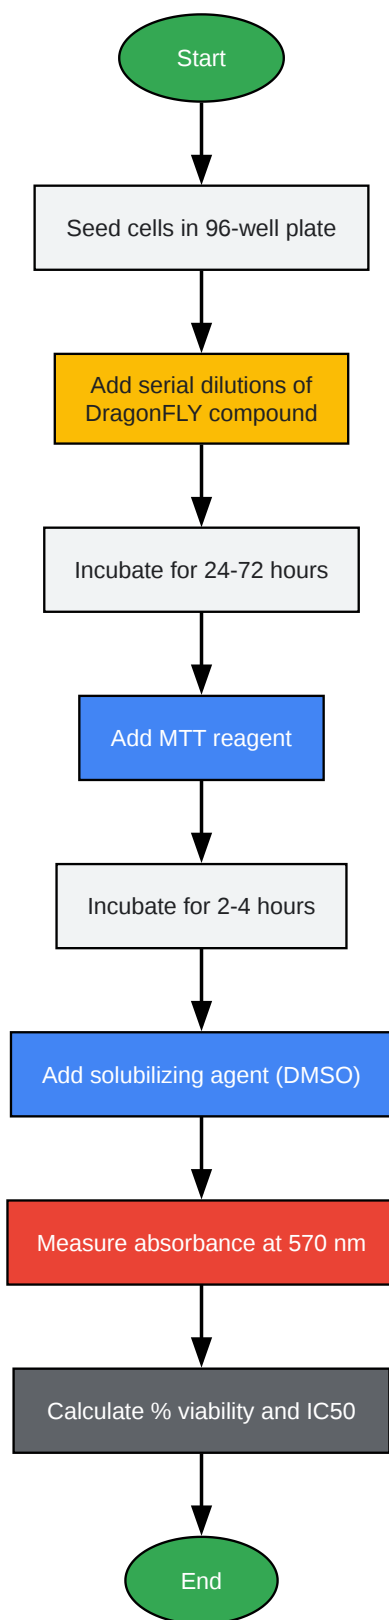 Start
Seed cells in 96-well plate
Add serial dilutions of
DragonFLY compound
Incubate for 24-72 hours
Add MTT reagent
Incubate for 2-4 hours
Add solubilizing agent (DMSO)
Measure absorbance at 570 nm
Calculate % viability and IC50
End